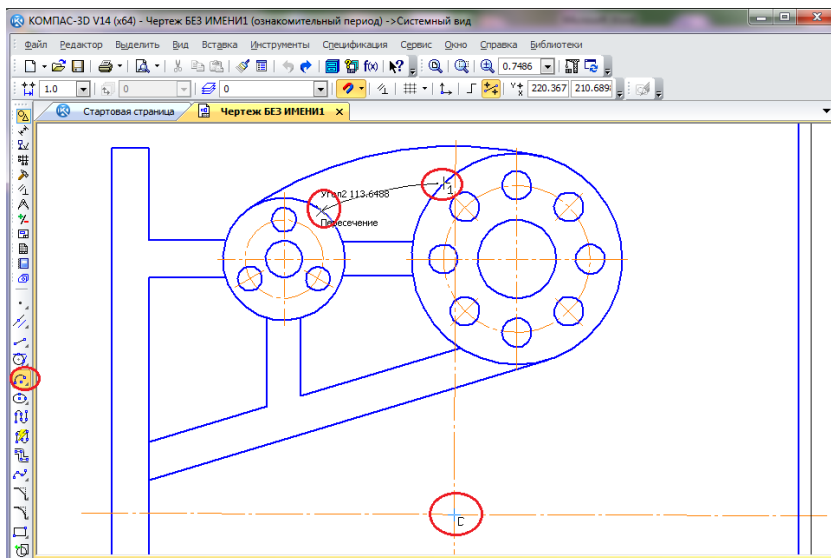 КОМПАС-3D V14 (x64) - Чертеж БЕЗ ИМЕНИ1 (ознакомительный период) ->Системный вид
Файл Редактор Выделить Вид Вставка Инструменты Спецификация Сервис Окно Справка Библиотеки
f(x) 0.7486
1.0 0 0 220.367 210.689
Стартовая страница Чертеж БЕЗ ИМЕНИ1 x
1
Угол2 113.6488
Пересечение